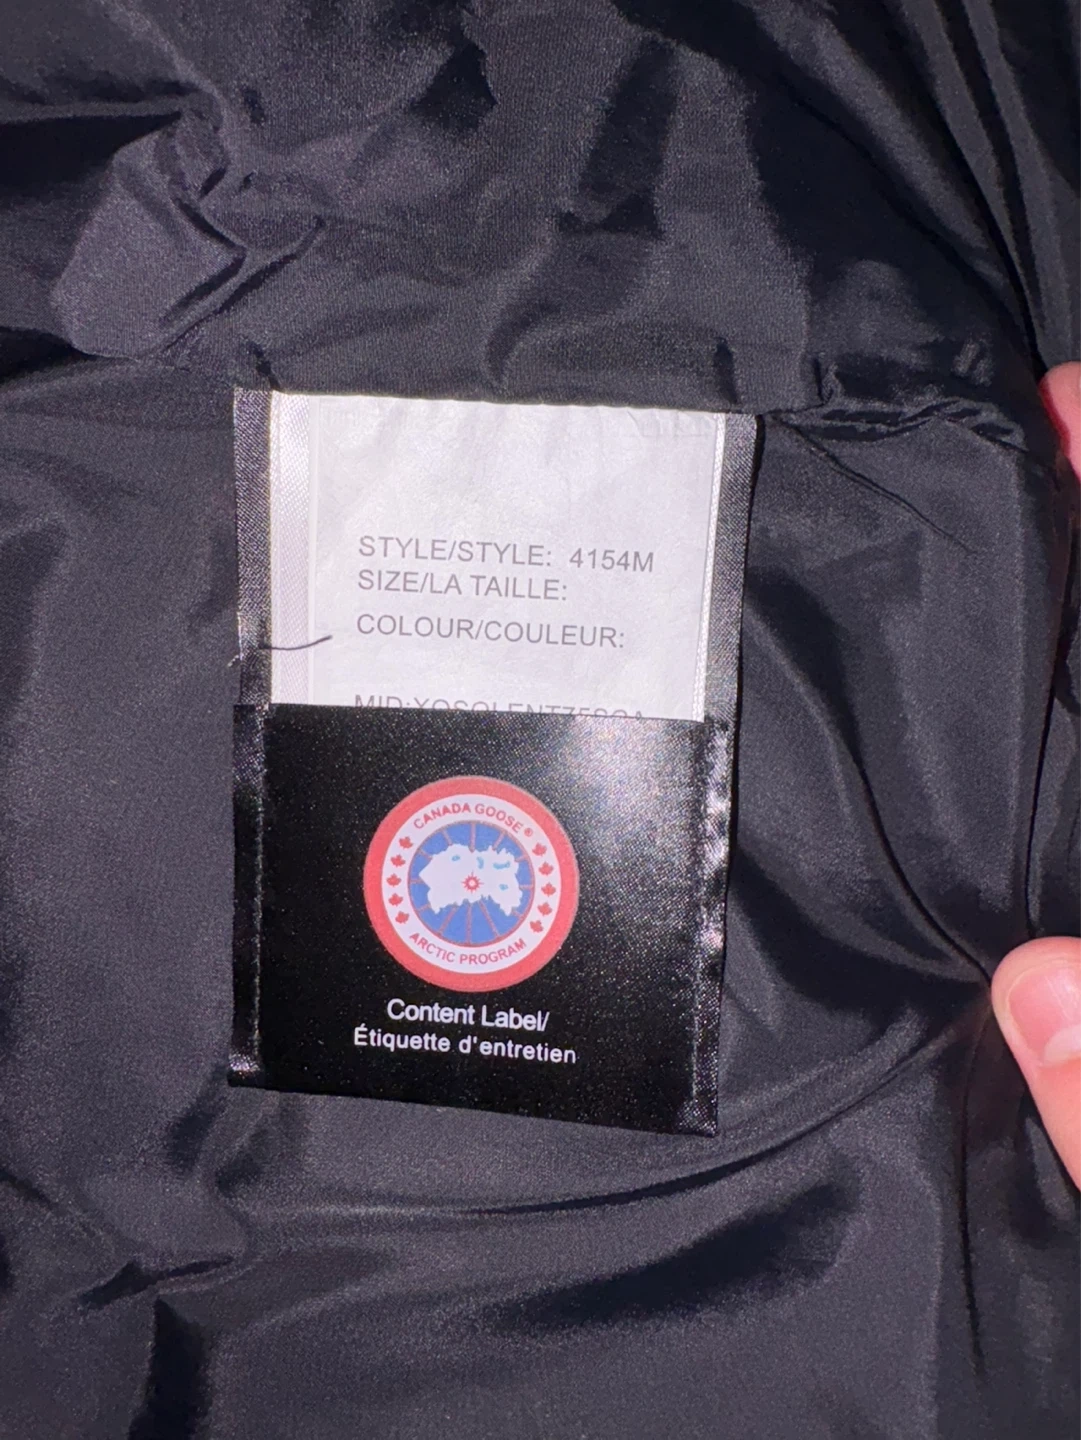 STYLE/STYLE: 4154M
SIZE/LA TAILLE:
COLOUR/COULEUR:
CANADA GOOSE®
ARCTIC PROGRAM
Content Label/
Étiquette d'entretien